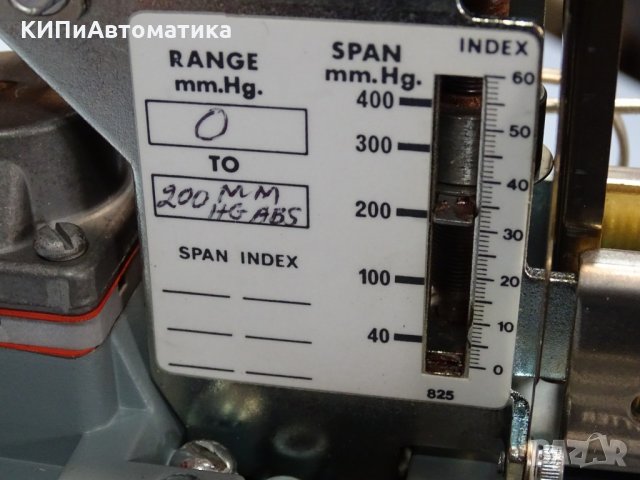 КИПиАвтоматика
RANGE
mm.Hg.
0
TO
200 MM
HG ABS
SPAN INDEX
SPAN
mm.Hg.
400
300
200
100
40
INDEX
60
50
40
30
20
10
0
825
BAZAR